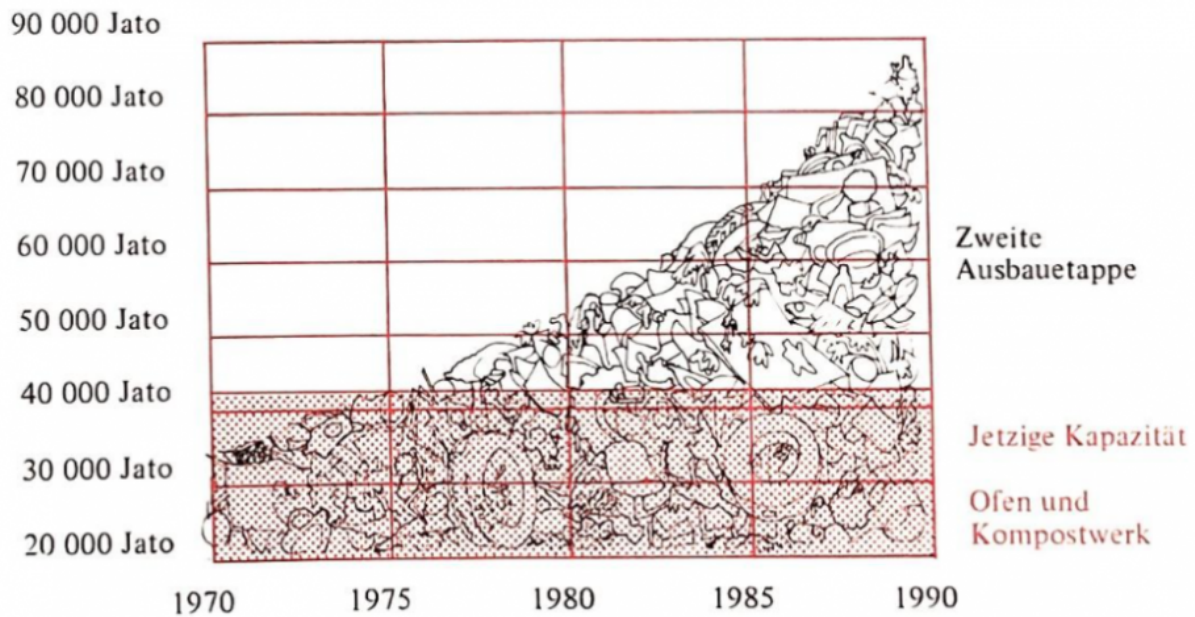 90 000 Jato
80 000 Jato
70 000 Jato
60 000 Jato
50 000 Jato
40 000 Jato
30 000 Jato
20 000 Jato
Zweite
Ausbauetappe
Jetzige Kapazität
Ofen und
Kompostwerk
1970 1975 1980 1985 1990